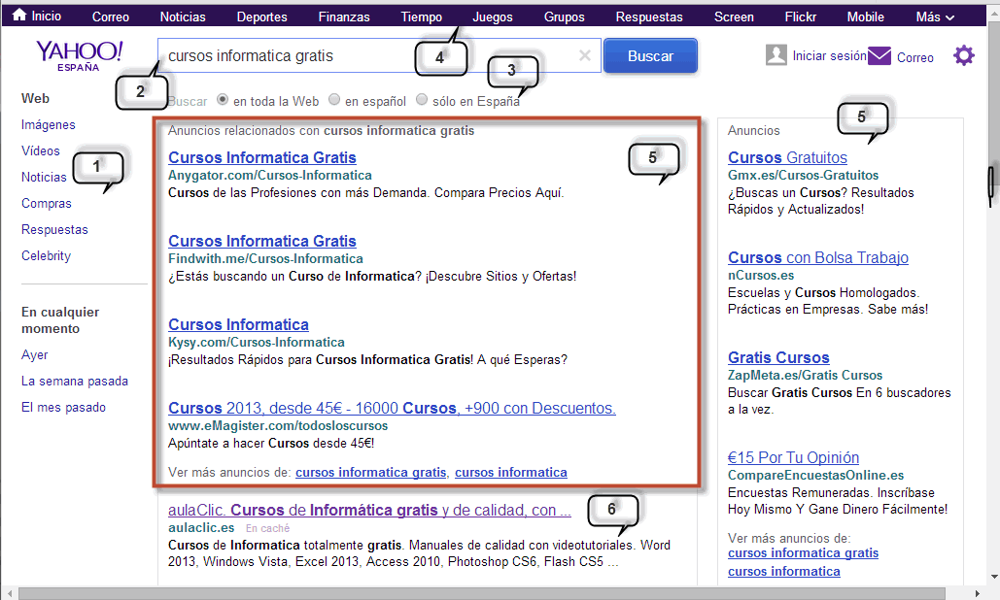 Inicio Correo Noticias Deportes Finanzas Tiempo Juegos Grupos Respuestas Screen Flickr Mobile Más
YAHOO!
ESPAÑA
cursos informatica gratis
Buscar
Iniciar sesión
Correo
4
3
2
Buscar en toda la Web en español sólo en España
Web
Imágenes
Vídeos
Noticias
1
Compras
Respuestas
Celebrity
En cualquier
momento
Ayer
La semana pasada
El mes pasado
Anuncios relacionados con cursos informatica gratis
5
Cursos Informatica Gratis
Anygator.com/Cursos-Informatica
Cursos de las Profesiones con más Demanda. Compara Precios Aquí.
Cursos Informatica Gratis
Findwith.me/Cursos-Informatica
¿Estás buscando un Curso de Informatica? ¡Descubre Sitios y Ofertas!
Cursos Informatica
Kysy.com/Cursos-Informatica
¡Resultados Rápidos para Cursos Informatica Gratis! A qué Esperas?
Cursos 2013, desde 45€ - 16000 Cursos, +900 con Descuentos.
www.eMagister.com/todosloscursos
Apúntate a hacer Cursos desde 45€!
Ver más anuncios de: cursos informatica gratis, cursos informatica
aulaClic. Cursos de Informática gratis y de calidad, con ...
6
aulaclic.es En caché
Cursos de Informatica totalmente gratis. Manuales de calidad con videotutoriales. Word
2013, Windows Vista, Excel 2013, Access 2010, Photoshop CS6, Flash CS5 ...
Anuncios
5
Cursos Gratuitos
Gmx.es/Cursos-Gratuitos
¿Buscas un Cursos? Resultados
Rápidos y Actualizados!
Cursos con Bolsa Trabajo
nCursos.es
Escuelas y Cursos Homologados.
Prácticas en Empresas. Sabe más!
Gratis Cursos
ZapMeta.es/Gratis Cursos
Buscar Gratis Cursos En 6 buscadores
a la vez.
€15 Por Tu Opinión
CompareEncuestasOnline.es
Encuestas Remuneradas. Inscríbase
Hoy Mismo Y Gane Dinero Fácilmente!
Ver más anuncios de:
cursos informatica gratis
cursos informatica